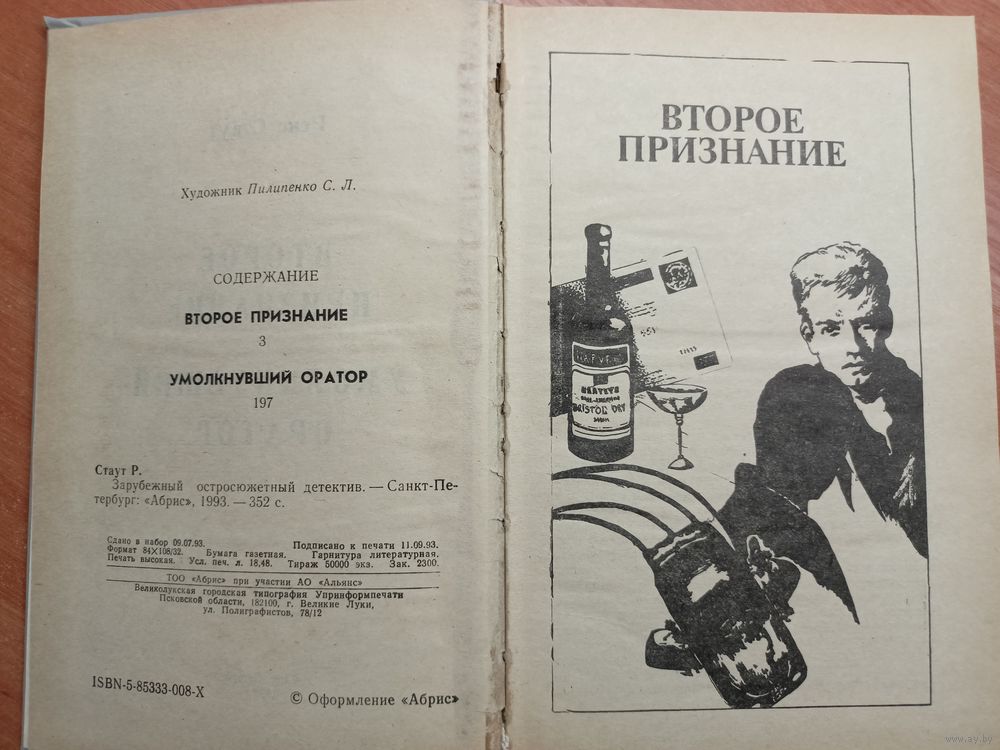 Художник Пилипенко С. Л.
СОДЕРЖАНИЕ
ВТОРОЕ ПРИЗНАНИЕ
3
УМОЛКНУВШИЙ ОРАТОР
197
Стаут Р.
Зарубежный остросюжетный детектив. — Санкт-Пе-
тербург: «Абрис», 1993. — 352 с.
Сдано в набор 09.07.93. Подписано к печати 11.09.93.
Формат 84×108/32. Бумага газетная. Гарнитура литературная.
Печать высокая. Усл. печ. л. 18,48. Тираж 50000 экз. Зак. 2300.
ТОО «Абрис» при участии АО «Альянс»
Великолукская городская типография Упринформпечати
Псковской области, 182100, г. Великие Луки,
ул. Полиграфистов, 78/12
ISBN-5-85333-008-X
© Оформление «Абрис»
ВТОРОЕ
ПРИЗНАНИЕ
BRISTOL DRY
www.ay.by